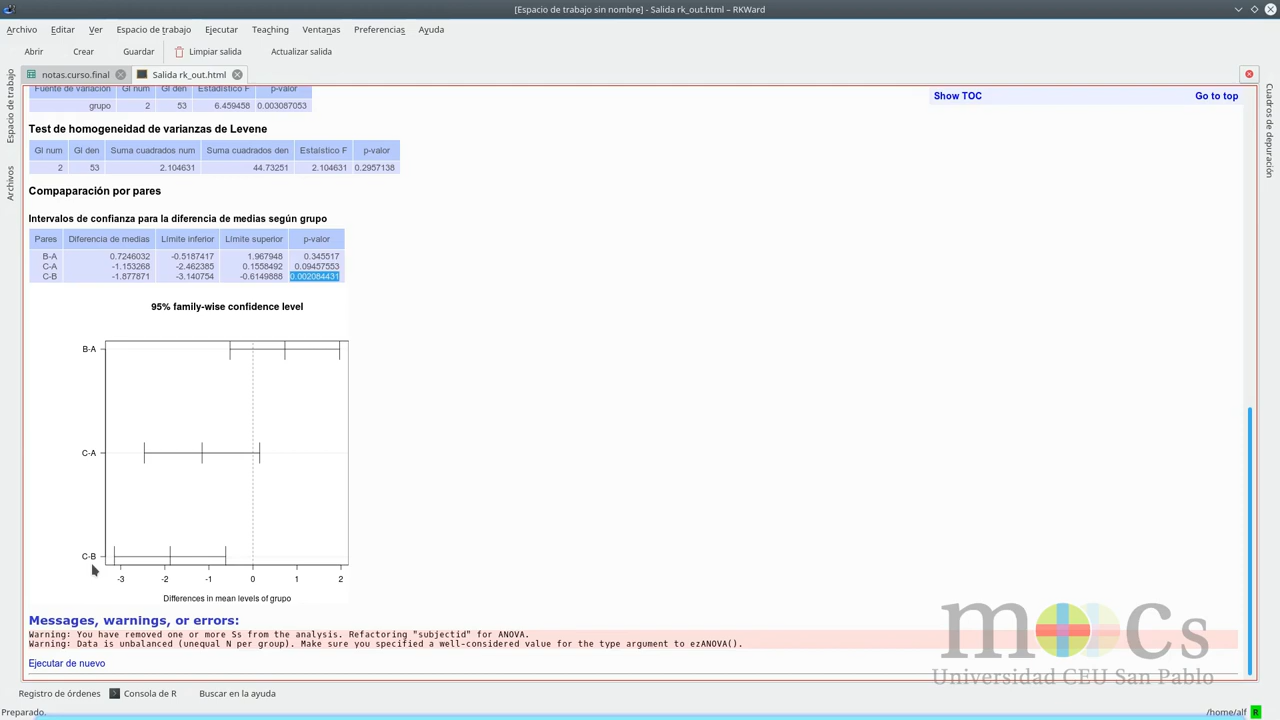 [Espacio de trabajo sin nombre] - Salida rk_out.html – RKWard
Archivo Editar Ver Espacio de trabajo Ejecutar Teaching Ventanas Preferencias Ayuda
Abrir Crear Guardar Limpiar salida Actualizar salida
notas.curso.final Salida rk_out.html
Espacio de trabajo
Archivos
Cuadros de depuración
Show TOC Go to top
Fuente de variación Gl num Gl den Estadístico F p-valor
grupo 2 53 6.459458 0.003087053
Test de homogeneidad de varianzas de Levene
Gl num Gl den Suma cuadrados num Suma cuadrados den Estaístico F p-valor
2 53 2.104631 44.73251 2.104631 0.2957138
Compaparación por pares
Intervalos de confianza para la diferencia de medias según grupo
Pares Diferencia de medias Límite inferior Límite superior p-valor
B-A 0.7246032 -0.5187417 1.967948 0.345517
C-A -1.153268 -2.462385 0.1558492 0.09457553
C-B -1.877871 -3.140754 -0.6149888 0.002084431
95% family-wise confidence level
B-A
C-A
C-B
-3 -2 -1 0 1 2
Differences in mean levels of grupo
Messages, warnings, or errors:
Warning: You have removed one or more Ss from the analysis. Refactoring "subjectid" for ANOVA.
Warning: Data is unbalanced (unequal N per group). Make sure you specified a well-considered value for the type argument to ezANOVA().
Ejecutar de nuevo
mocs
Universidad CEU San Pablo
Registro de órdenes Consola de R Buscar en la ayuda
Preparado. /home/alf R